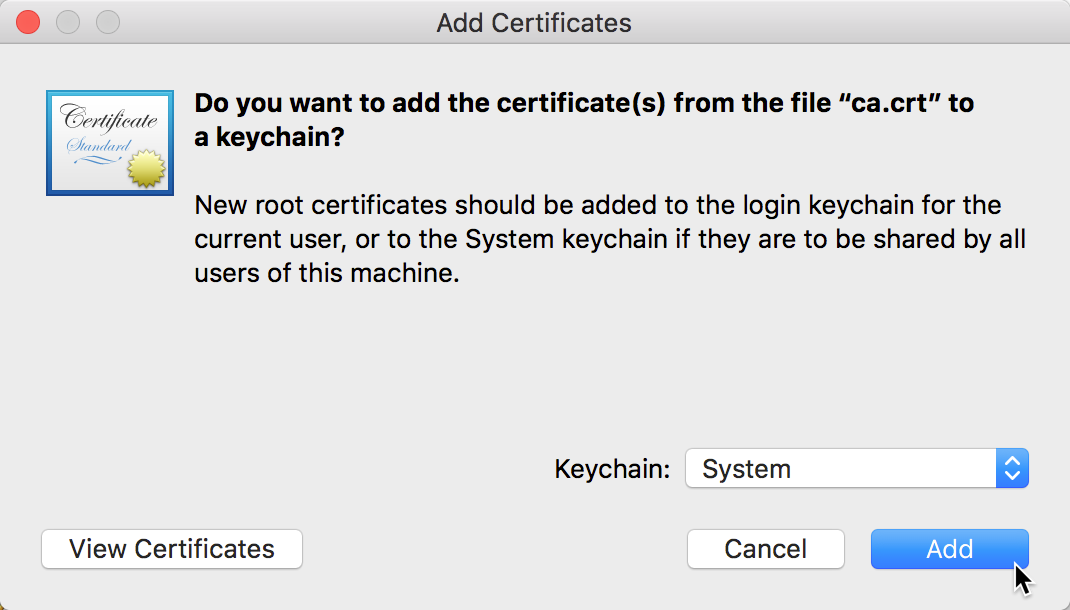 Add Certificates
Certificate
Standard
Do you want to add the certificate(s) from the file “ca.crt” to
a keychain?
New root certificates should be added to the login keychain for the
current user, or to the System keychain if they are to be shared by all
users of this machine.
Keychain: System
View Certificates
Cancel
Add